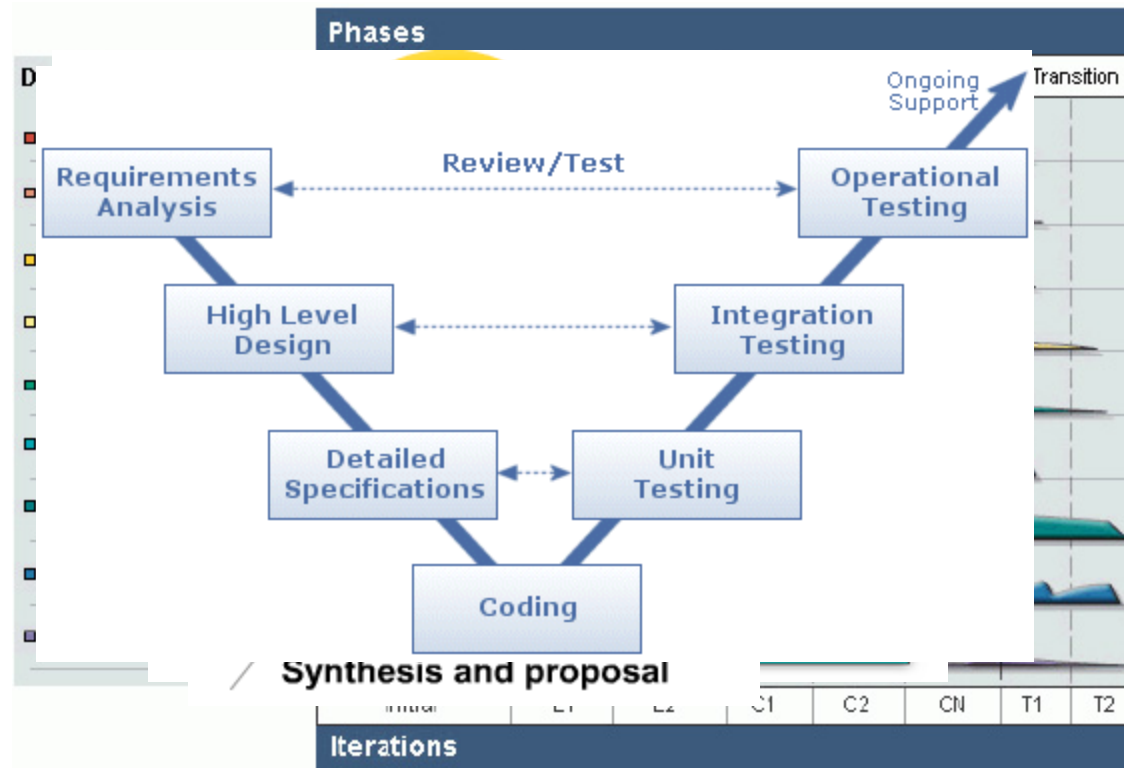 Phases
D
Transition
Ongoing
Support
Review/Test
Requirements
Analysis
Operational
Testing
High Level
Design
Integration
Testing
Detailed
Specifications
Unit
Testing
Coding
Synthesis and proposal
C1
C2
CN
T1
T2
Iterations